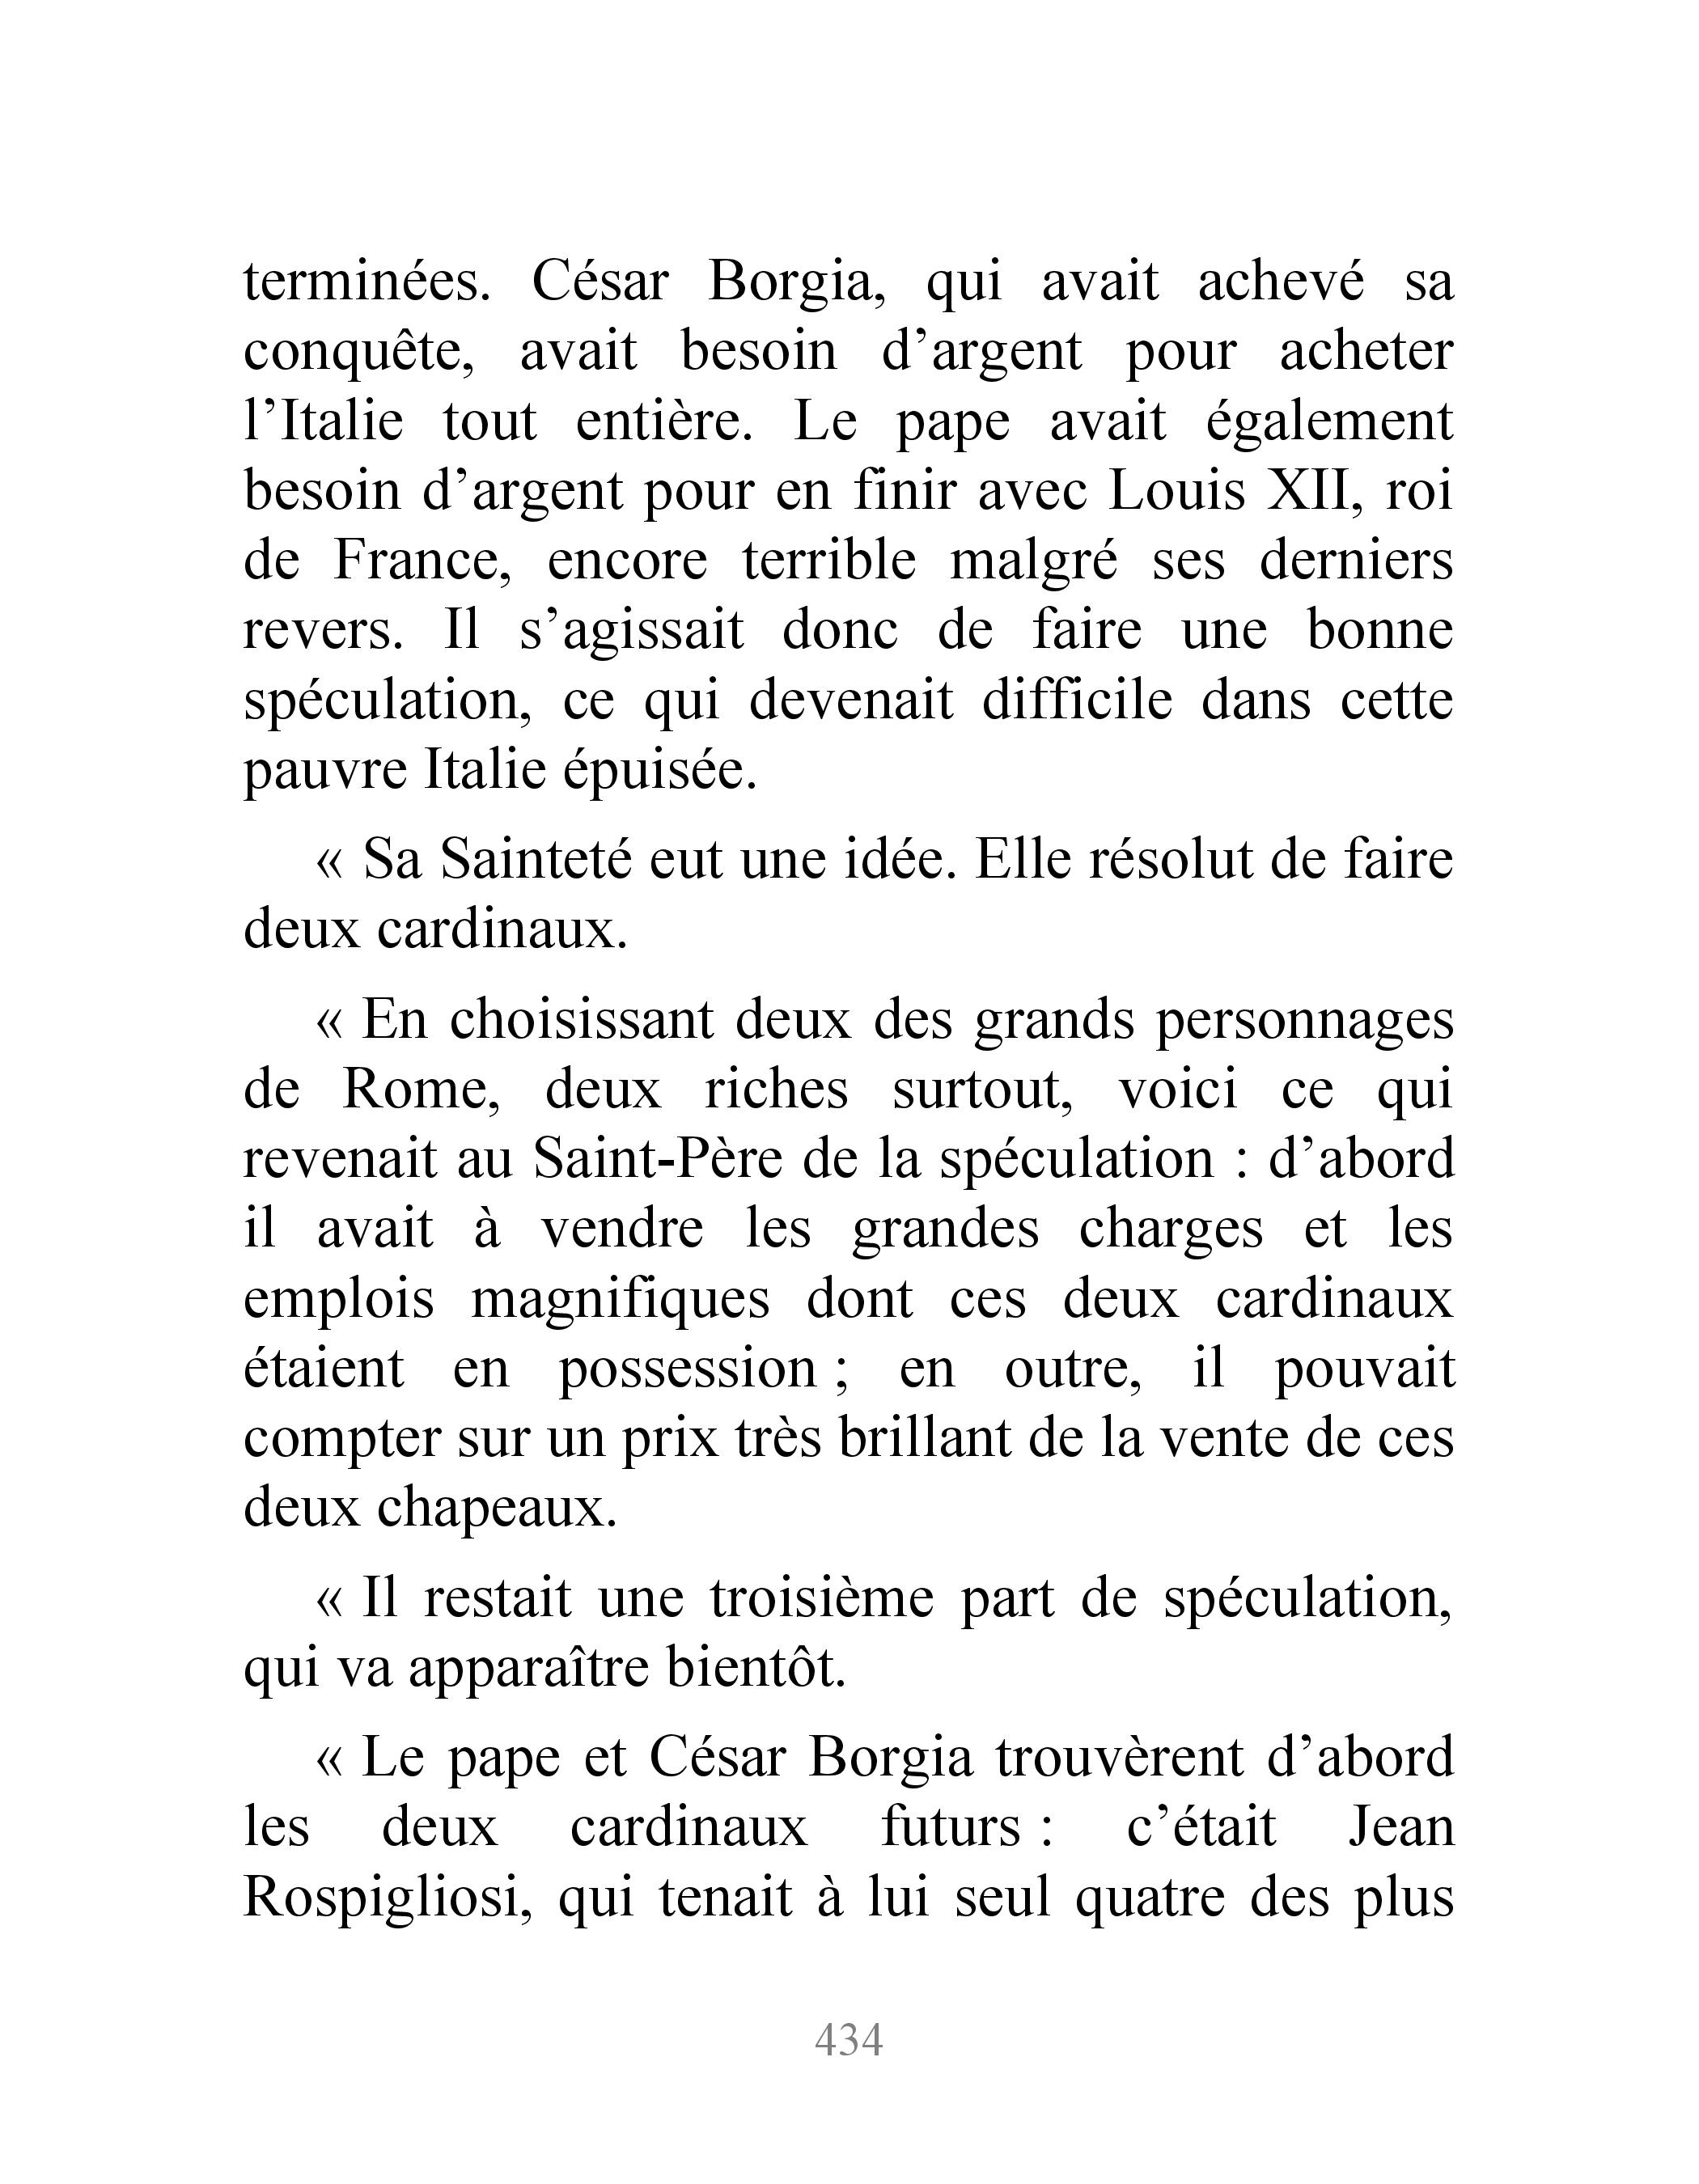 terminées. César Borgia, qui avait achevé sa
conquête, avait besoin d’argent pour acheter
l’Italie tout entière. Le pape avait également
besoin d’argent pour en finir avec Louis XII, roi
de France, encore terrible malgré ses derniers
revers. Il s’agissait donc de faire une bonne
spéculation, ce qui devenait difficile dans cette
pauvre Italie épuisée.
« Sa Sainteté eut une idée. Elle résolut de faire
deux cardinaux.
« En choisissant deux des grands personnages
de Rome, deux riches surtout, voici ce qui
revenait au Saint-Père de la spéculation : d’abord
il avait à vendre les grandes charges et les
emplois magnifiques dont ces deux cardinaux
étaient en possession ; en outre, il pouvait
compter sur un prix très brillant de la vente de ces
deux chapeaux.
« Il restait une troisième part de spéculation,
qui va apparaître bientôt.
« Le pape et César Borgia trouvèrent d’abord
les deux cardinaux futurs : c’était Jean
Rospigliosi, qui tenait à lui seul quatre des plus
434